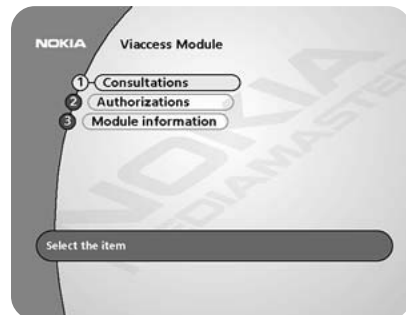 NOKIA
Viaccess Module
1 Consultations
2 Authorizations
3 Module information
NOKIA
MEDIAMASTER
Select the item